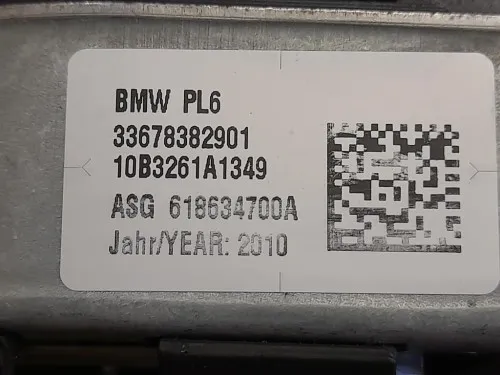 BMW PL6
33678382901
10B3261A1349
ASG 618634700A
Jahr/YEAR: 2010